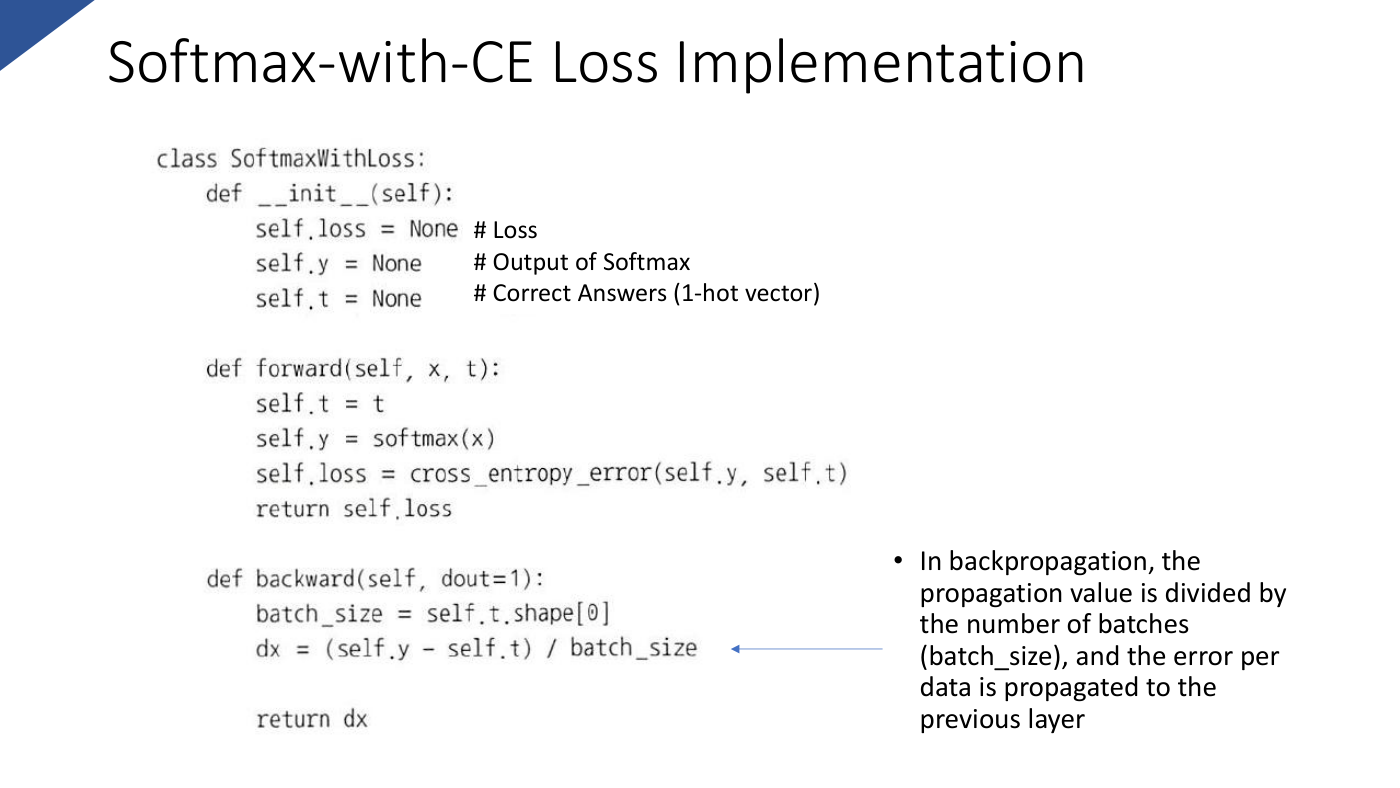 Softmax-with-CE Loss Implementation
class SoftmaxWithLoss:
    def __init__(self):
        self.loss = None # Loss
        self.y = None # Output of Softmax
        self.t = None # Correct Answers (1-hot vector)
    def forward(self, x, t):
        self.t = t
        self.y = softmax(x)
        self.loss = cross_entropy_error(self.y, self.t)
        return self.loss
    def backward(self, dout=1):
        batch_size = self.t.shape[0]
        dx = (self.y - self.t) / batch_size
        return dx
• In backpropagation, the
propagation value is divided by
the number of batches
(batch_size), and the error per
data is propagated to the
previous layer